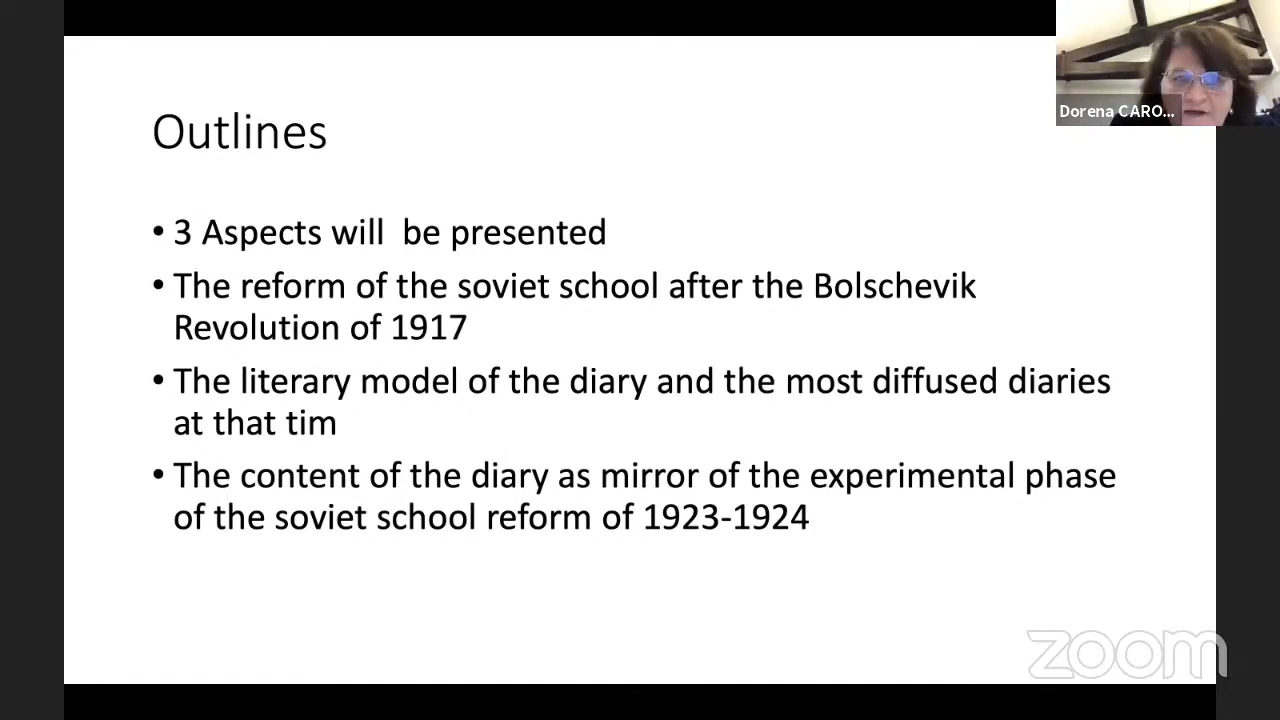 Outlines
Dorena CARO...
• 3 Aspects will be presented
• The reform of the soviet school after the Bolschevik
Revolution of 1917
• The literary model of the diary and the most diffused diaries
at that tim
• The content of the diary as mirror of the experimental phase
of the soviet school reform of 1923-1924
zoom